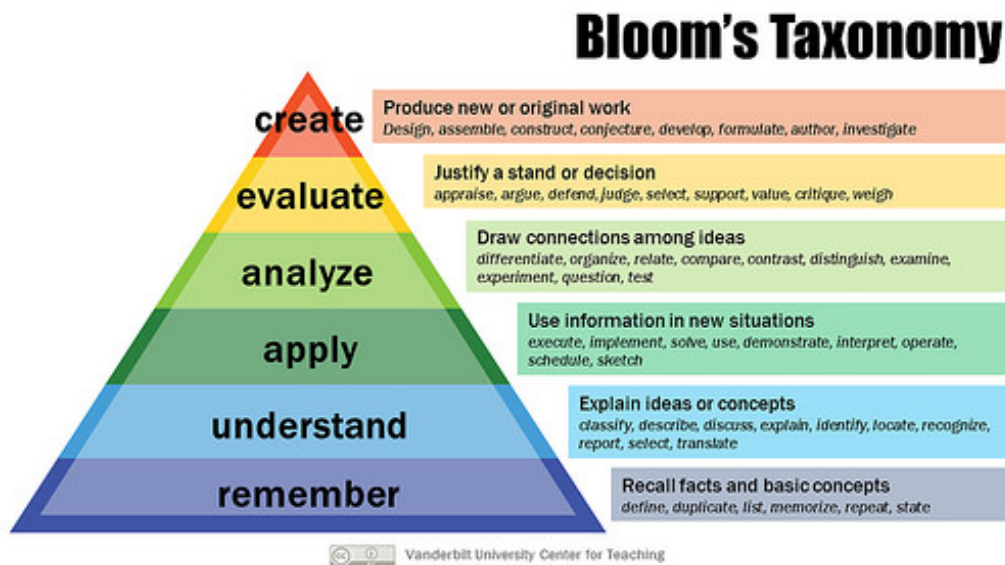 Bloom's Taxonomy
create
Produce new or original work
Design, assemble, construct, conjecture, develop, formulate, author, investigate
evaluate
Justify a stand or decision
appraise, argue, defend, judge, select, support, value, critique, weigh
analyze
Draw connections among ideas
differentiate, organize, relate, compare, contrast, distinguish, examine,
experiment, question, test
apply
Use information in new situations
execute, implement, solve, use, demonstrate, interpret, operate,
schedule, sketch
understand
Explain ideas or concepts
classify, describe, discuss, explain, identify, locate, recognize,
report, select, translate
remember
Recall facts and basic concepts
define, duplicate, list, memorize, repeat, state
cc
Vanderbilt University Center for Teaching